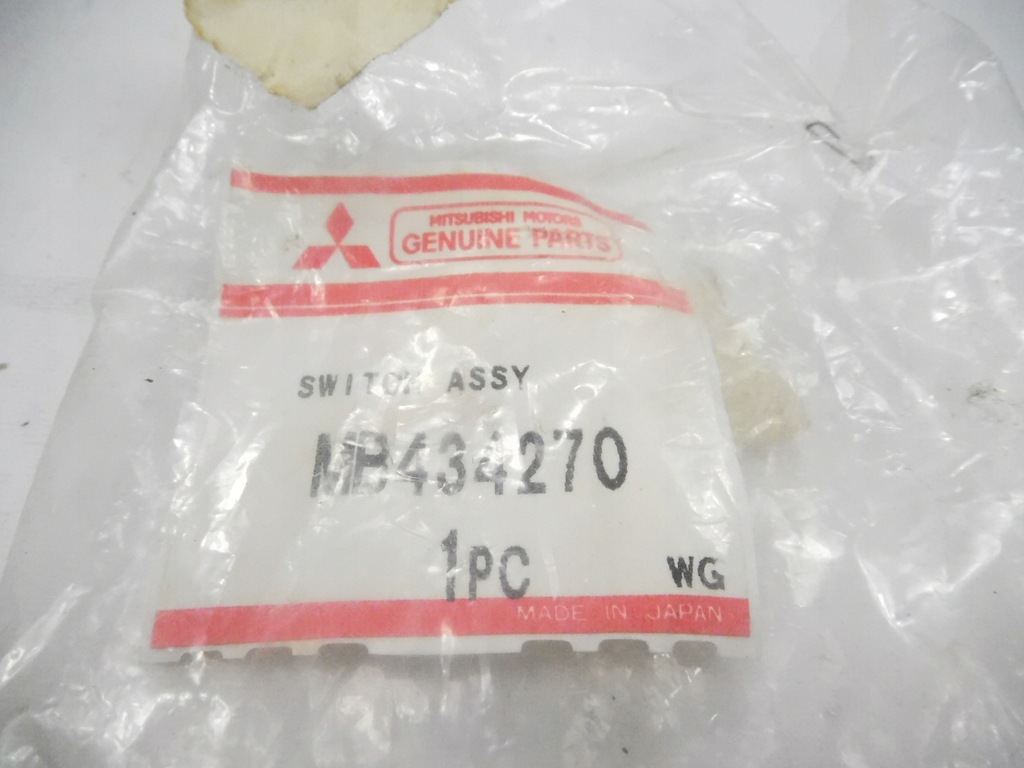 MITSUBISHI MOTORS
GENUINE PARTS
SWITCH ASSY
MB434270
1PC
WG
MADE IN JAPAN